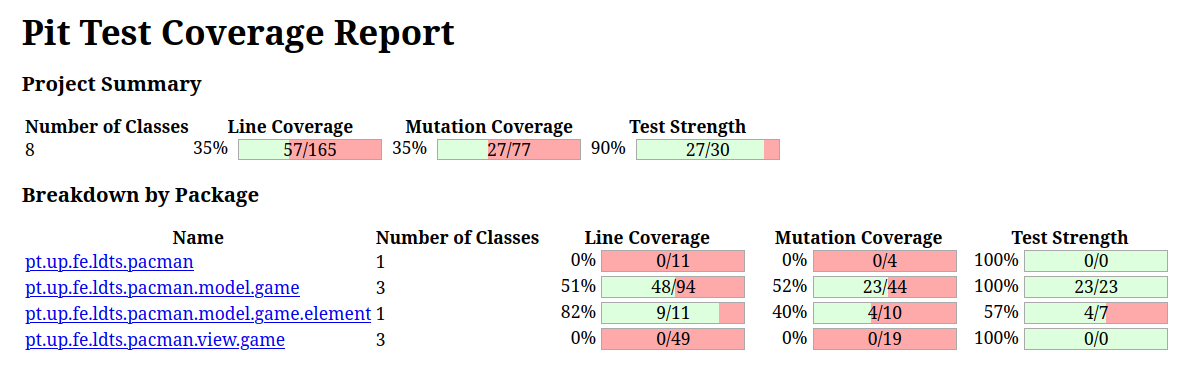 Pit Test Coverage Report
Project Summary
Number of Classes Line Coverage Mutation Coverage Test Strength
8 35% 57/165 35% 27/77 90% 27/30
Breakdown by Package
Name Number of Classes Line Coverage Mutation Coverage Test Strength
pt.up.fe.ldts.pacman 1 0% 0/11 0% 0/4 100% 0/0
pt.up.fe.ldts.pacman.model.game 3 51% 48/94 52% 23/44 100% 23/23
pt.up.fe.ldts.pacman.model.game.element 1 82% 9/11 40% 4/10 57% 4/7
pt.up.fe.ldts.pacman.view.game 3 0% 0/49 0% 0/19 100% 0/0